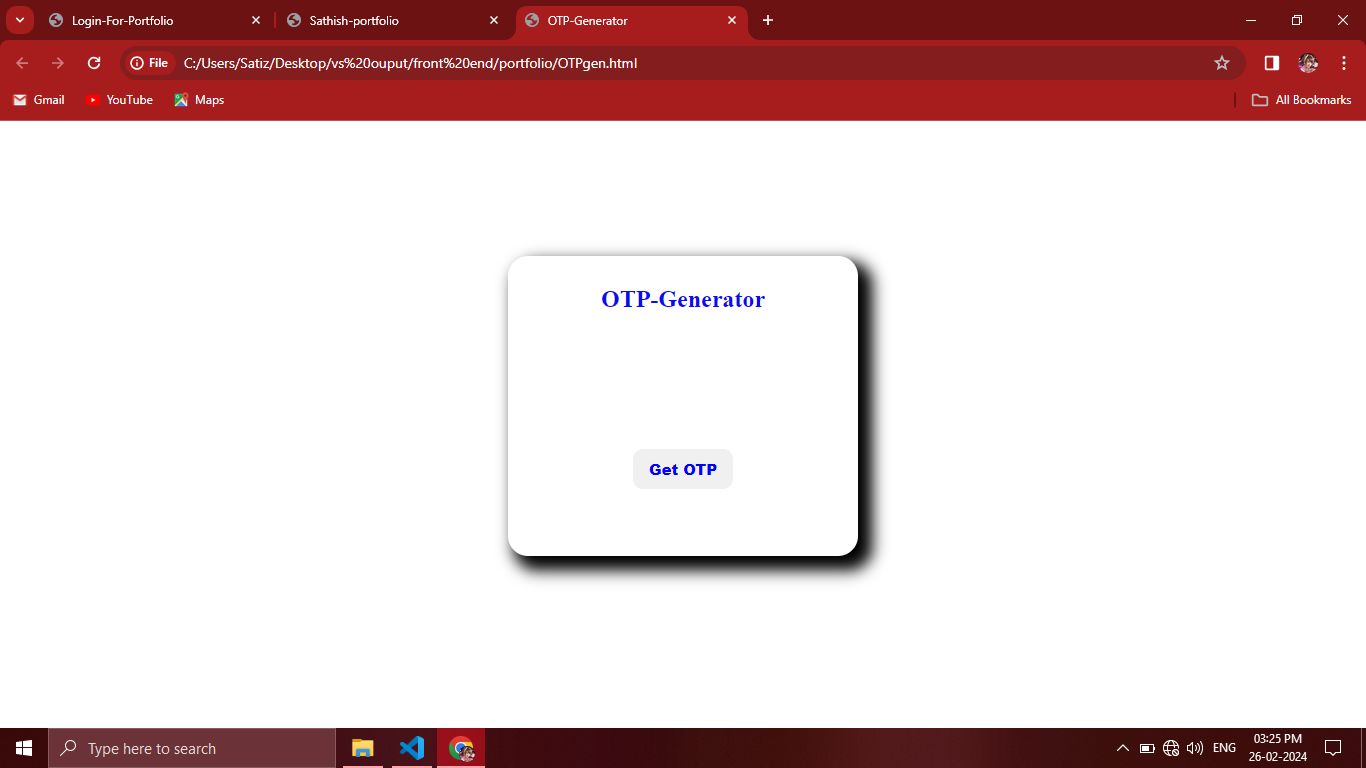 Login-For-Portfolio
Sathish-portfolio
OTP-Generator
File
C:/Users/Satiz/Desktop/vs%20ouput/front%20end/portfolio/OTPgen.html
Gmail
YouTube
Maps
All Bookmarks
OTP-Generator
Get OTP
Type here to search
ENG
03:25 PM
26-02-2024